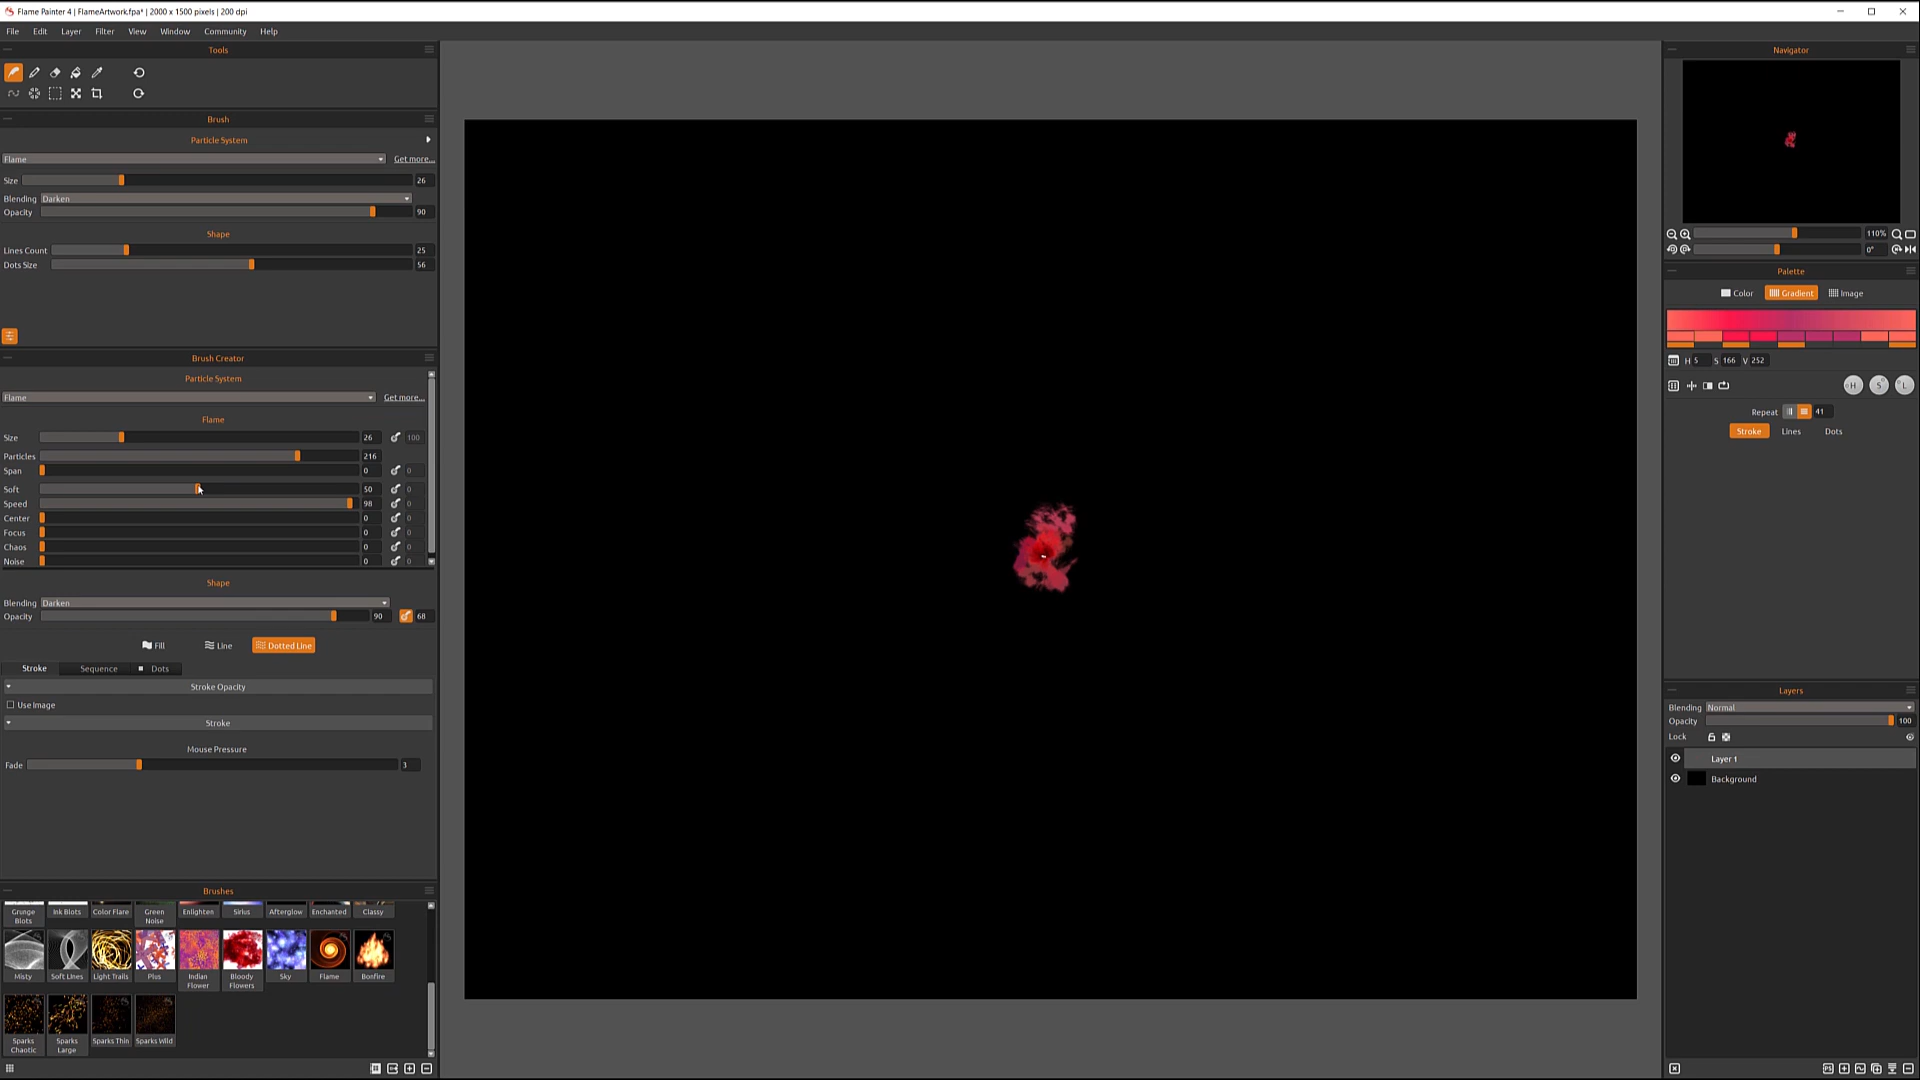 Flame Painter 4 | FlameArtwork.fpa* | 2000 x 1500 pixels | 200 dpi
File Edit Layer Filter View Window Community Help
Tools
Brush
Particle System
Flame Get more...
Size 26
Blending Darken
Opacity 90
Shape
Lines Count 25
Dots Size 56
Brush Creator
Particle System
Flame Get more...
Flame
Size 26 100
Particles 216
Span 0 0
Soft 50 0
Speed 98 0
Center 0 0
Focus 0 0
Chaos 0 0
Noise 0 0
Shape
Blending Darken
Opacity 90 68
Fill Line Dotted Line
Stroke Sequence Dots
Stroke Opacity
Use Image
Stroke
Mouse Pressure
Fade 3
Brushes
Grunge Blots Ink Blots Color Flare Green Noise Enlighten Sirius Afterglow Enchanted Classy
Misty Soft Lines Light Trails Plus Indian Flower Bloody Flowers Sky Flame Bonfire
Sparks Chaotic Sparks Large Sparks Thin Sparks Wild
Navigator
110%
0°
Palette
Color Gradient Image
H 5 S 166 V 252
H S L
Repeat 41
Stroke Lines Dots
Layers
Blending Normal
Opacity 100
Lock
Layer 1
Background